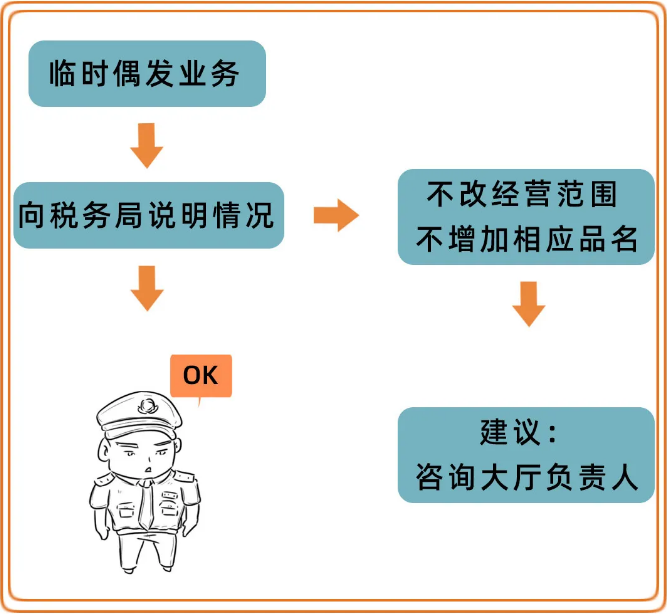 临时偶发业务
向税务局说明情况
不改经营范围
不增加相应品名
OK
建议：
咨询大厅负责人